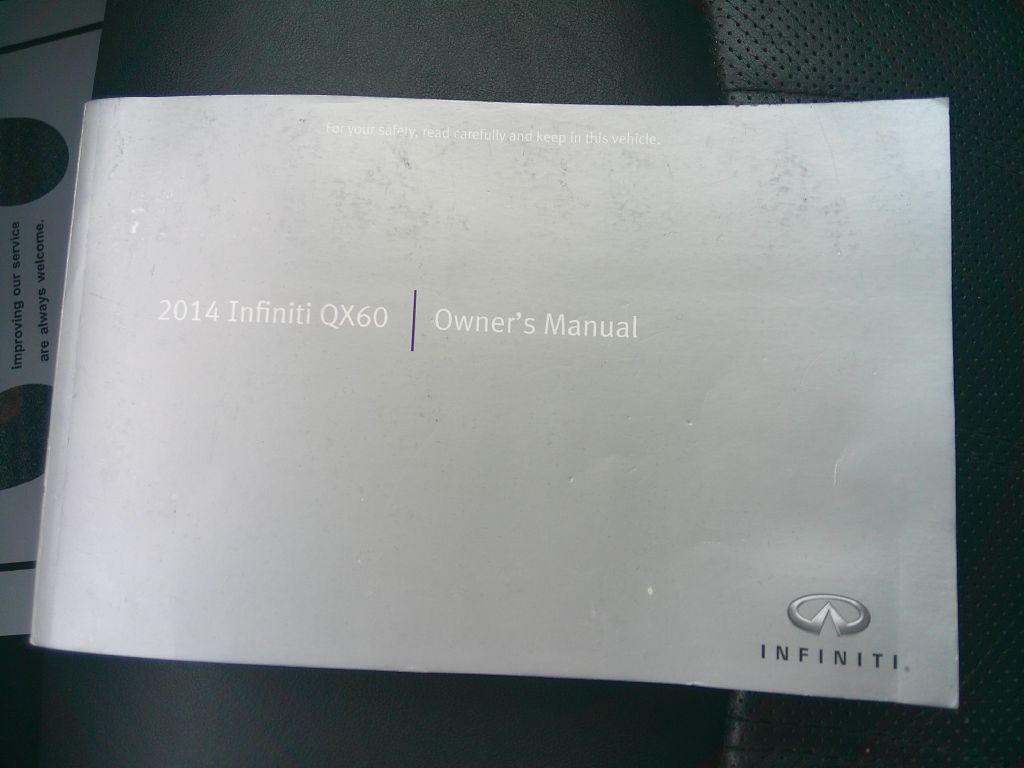 For your safety, read carefully and keep in this vehicle.
2014 Infiniti QX60 | Owner's Manual
INFINITI®
improving our service
are always welcome.